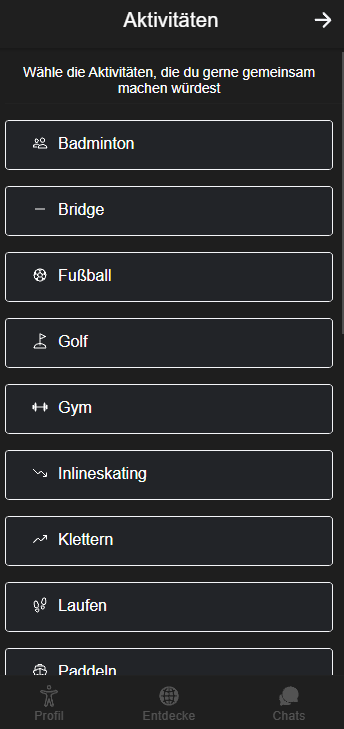 Aktivitäten
Wähle die Aktivitäten, die du gerne gemeinsam
machen würdest
Badminton
Bridge
Fußball
Golf
Gym
Inlineskating
Klettern
Laufen
Paddeln
Profil
Entdecke
Chats